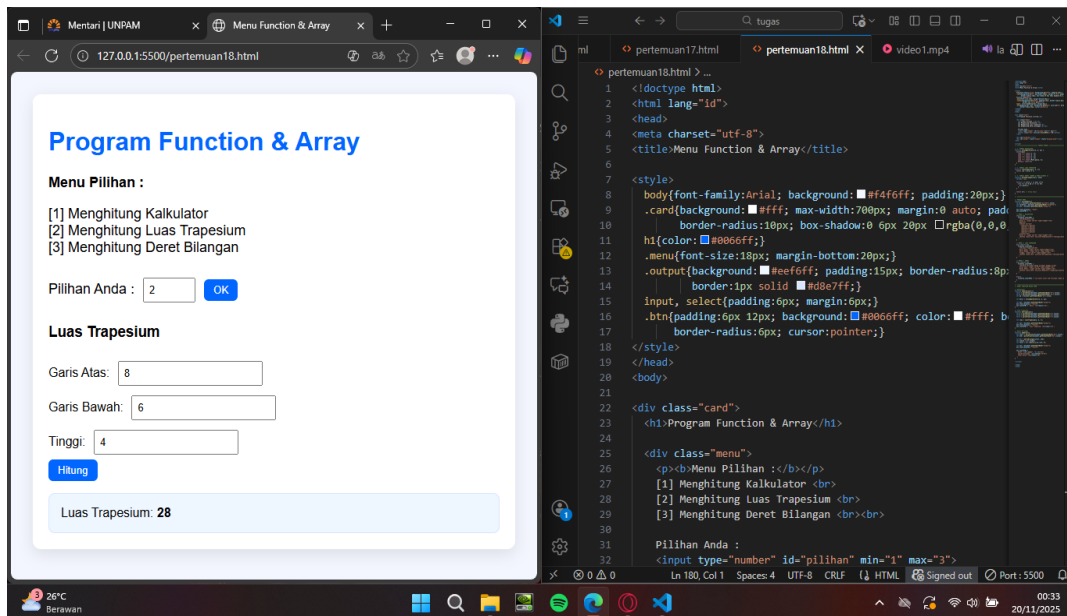 Mentari | UNPAM
Menu Function & Array
127.0.0.1:5500/pertemuan18.html
Program Function & Array
Menu Pilihan :
[1] Menghitung Kalkulator
[2] Menghitung Luas Trapesium
[3] Menghitung Deret Bilangan
Pilihan Anda : 2 OK
Luas Trapesium
Garis Atas: 8
Garis Bawah: 6
Tinggi: 4
Hitung
Luas Trapesium: 28
tugas
ml pertemuan17.html pertemuan18.html video1.mp4 la
pertemuan18.html > ...
1 <!doctype html>
2 <html lang="id">
3 <head>
4 <meta charset="utf-8">
5 <title>Menu Function & Array</title>
6
7 <style>
8 body{font-family:Arial; background:#f4f6ff; padding:20px;}
9 .card{background:#fff; max-width:700px; margin:0 auto; padd
10 border-radius:10px; box-shadow:0 6px 20px rgba(0,0,0,
11 h1{color:#0066ff;}
12 .menu{font-size:18px; margin-bottom:20px;}
13 .output{background:#eef6ff; padding:15px; border-radius:8px
14 border:1px solid #d8e7ff;}
15 input, select{padding:6px; margin:6px;}
16 .btn{padding:6px 12px; background:#0066ff; color:#fff; b
17 border-radius:6px; cursor:pointer;}
18 </style>
19 </head>
20 <body>
21
22 <div class="card">
23 <h1>Program Function & Array</h1>
24
25 <div class="menu">
26 <p><b>Menu Pilihan :</b></p>
27 [1] Menghitung Kalkulator <br>
28 [2] Menghitung Luas Trapesium <br>
29 [3] Menghitung Deret Bilangan <br><br>
30
31 Pilihan Anda :
32 <input type="number" id="pilihan" min="1" max="3">
0 0 Ln 180, Col 1 Spaces: 4 UTF-8 CRLF HTML Signed out Port : 5500
3 26°C
Berawan
00:33
20/11/2025